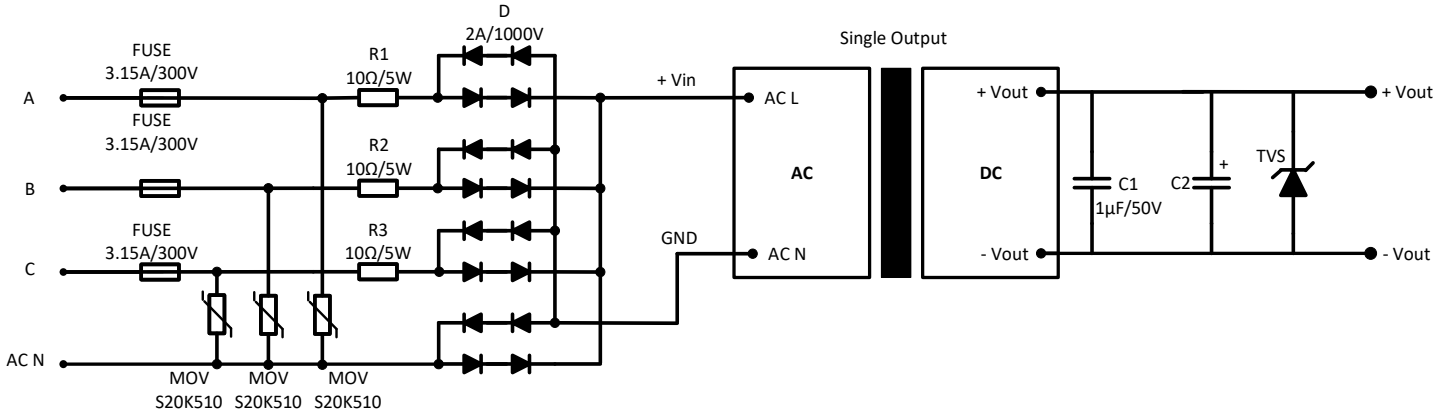 D
2A/1000V
FUSE
3.15A/300V
R1
10Ω/5W
Single Output
A
+ Vin
AC L
+ Vout
+ Vout
FUSE
3.15A/300V
R2
10Ω/5W
B
AC
DC
C1
1μF/50V
C2
+
TVS
FUSE
3.15A/300V
R3
10Ω/5W
C
GND
AC N
- Vout
- Vout
AC N
MOV
S20K510
MOV
S20K510
MOV
S20K510